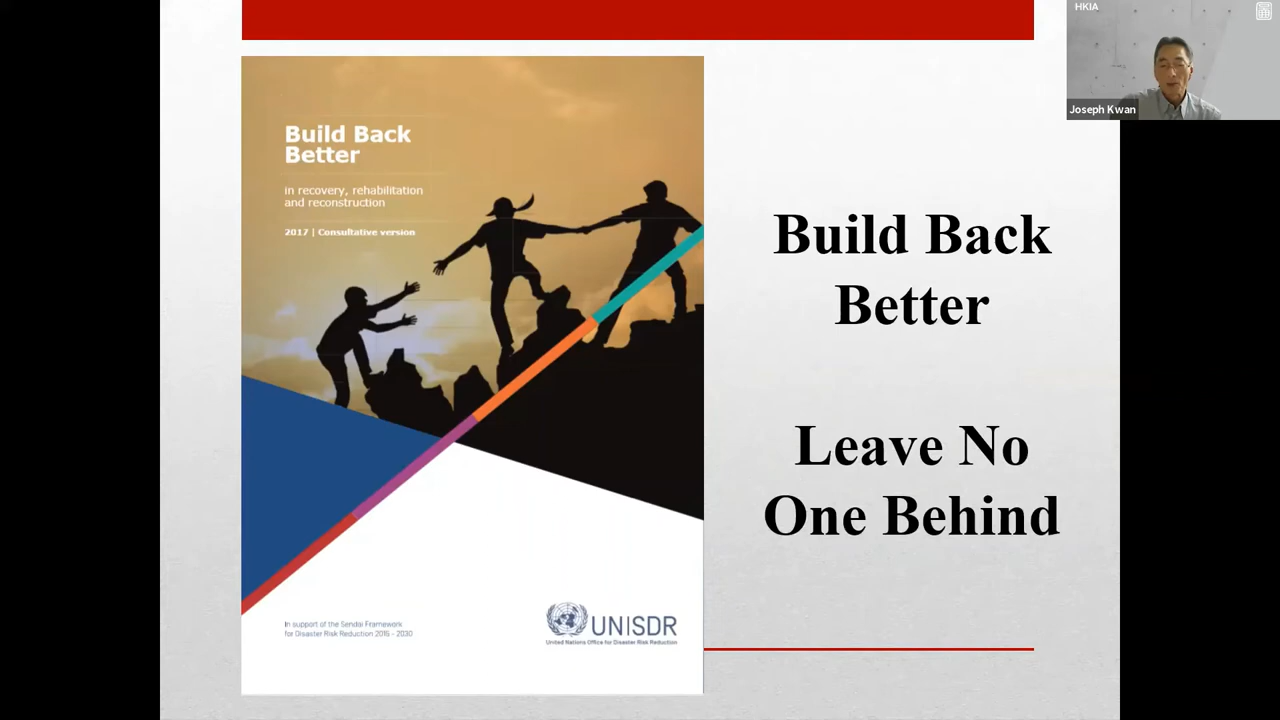 HKIA
Joseph Kwan
Build Back
Better
in recovery, rehabilitation
and reconstruction
2017 | Consultative version
Build Back
Better
Leave No
One Behind
In support of the Sendai Framework
for Disaster Risk Reduction 2015 - 2030
UNISDR
United Nations Office for Disaster Risk Reduction